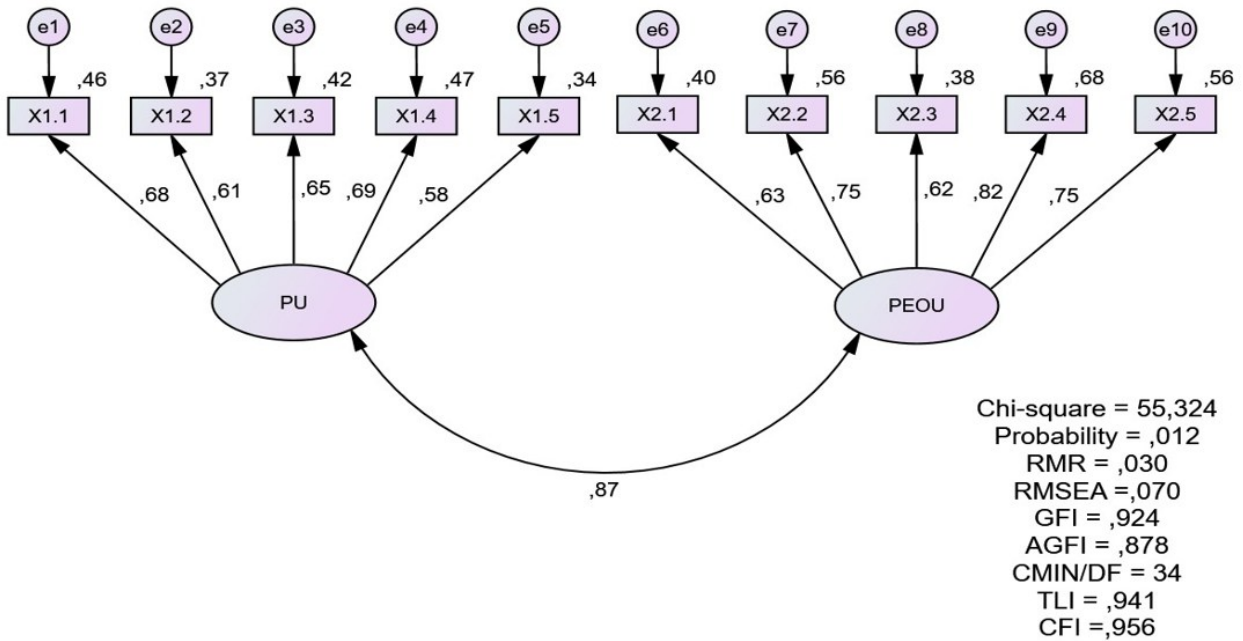 e1 e2 e3 e4 e5 e6 e7 e8 e9 e10
,46 ,37 ,42 ,47 ,34 ,40 ,56 ,38 ,68 ,56
X1.1 X1.2 X1.3 X1.4 X1.5 X2.1 X2.2 X2.3 X2.4 X2.5
,68 ,61 ,65 ,69 ,58 ,63 ,75 ,62 ,82 ,75
PU PEOU
,87
Chi-square = 55,324
Probability = ,012
RMR = ,030
RMSEA =,070
GFI = ,924
AGFI = ,878
CMIN/DF = 34
TLI = ,941
CFI =,956